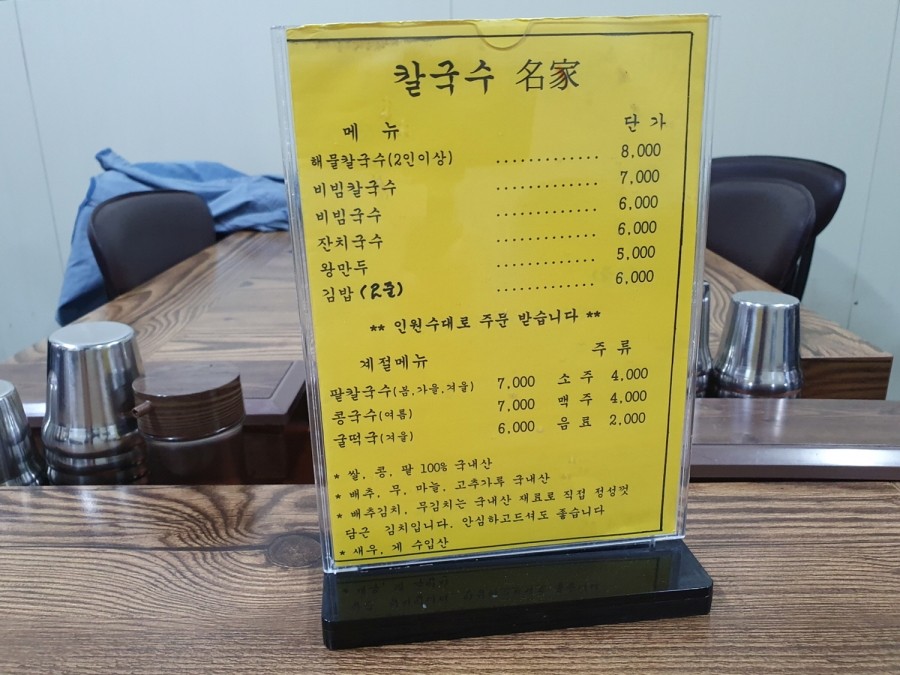 칼국수 名家
메 뉴 단 가
해물칼국수(2인이상) ............. 8,000
비빔칼국수 ............. 7,000
비빔국수 ............. 6,000
잔치국수 ............. 6,000
왕만두 ............. 5,000
김밥 (2줄) ............. 6,000
** 인원수대로 주문 받습니다 **
계절메뉴 주 류
팥칼국수(봄,가을,겨울) 7,000 소 주 4,000
콩국수(여름) 7,000 맥 주 4,000
굴떡국(겨울) 6,000 음 료 2,000
* 쌀, 콩, 팥 100% 국내산
* 배추, 무, 마늘, 고추가루 국내산
* 배추김치, 무김치는 국내산 재료로 직접 정성껏
담근 김치입니다. 안심하고드셔도 좋습니다
* 새우, 게 수입산